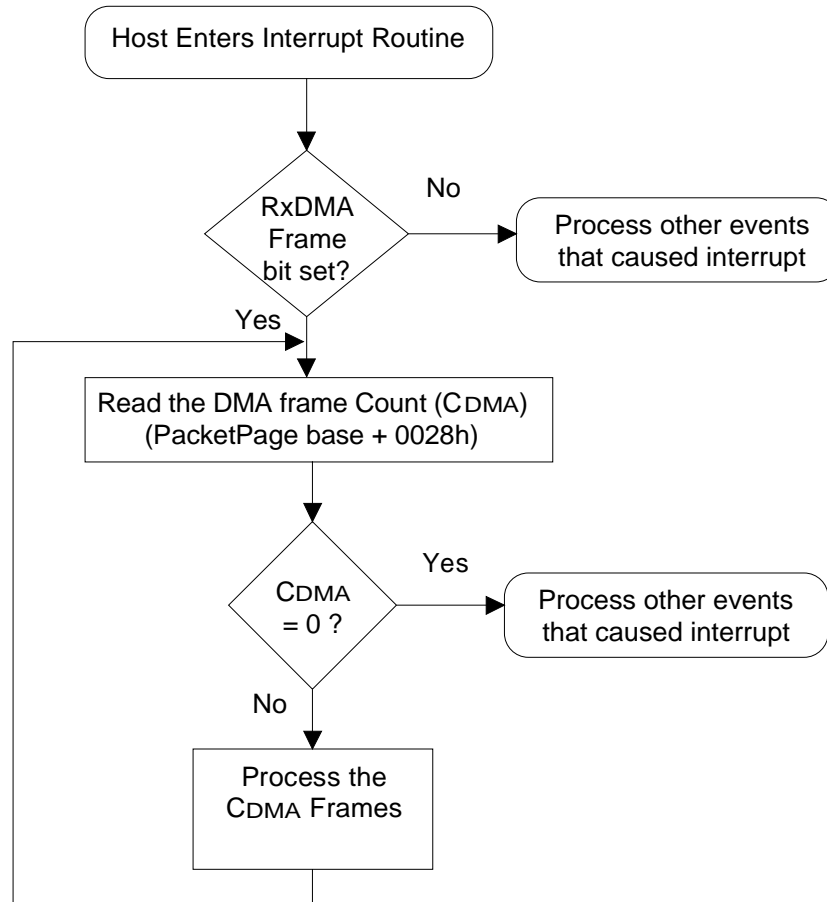 Host Enters Interrupt Routine
RxDMA
Frame
bit set?
No
Process other events
that caused interrupt
Yes
Read the DMA frame Count (CDMA)
(PacketPage base + 0028h)
CDMA
= 0 ?
Yes
Process other events
that caused interrupt
No
Process the
CDMA Frames